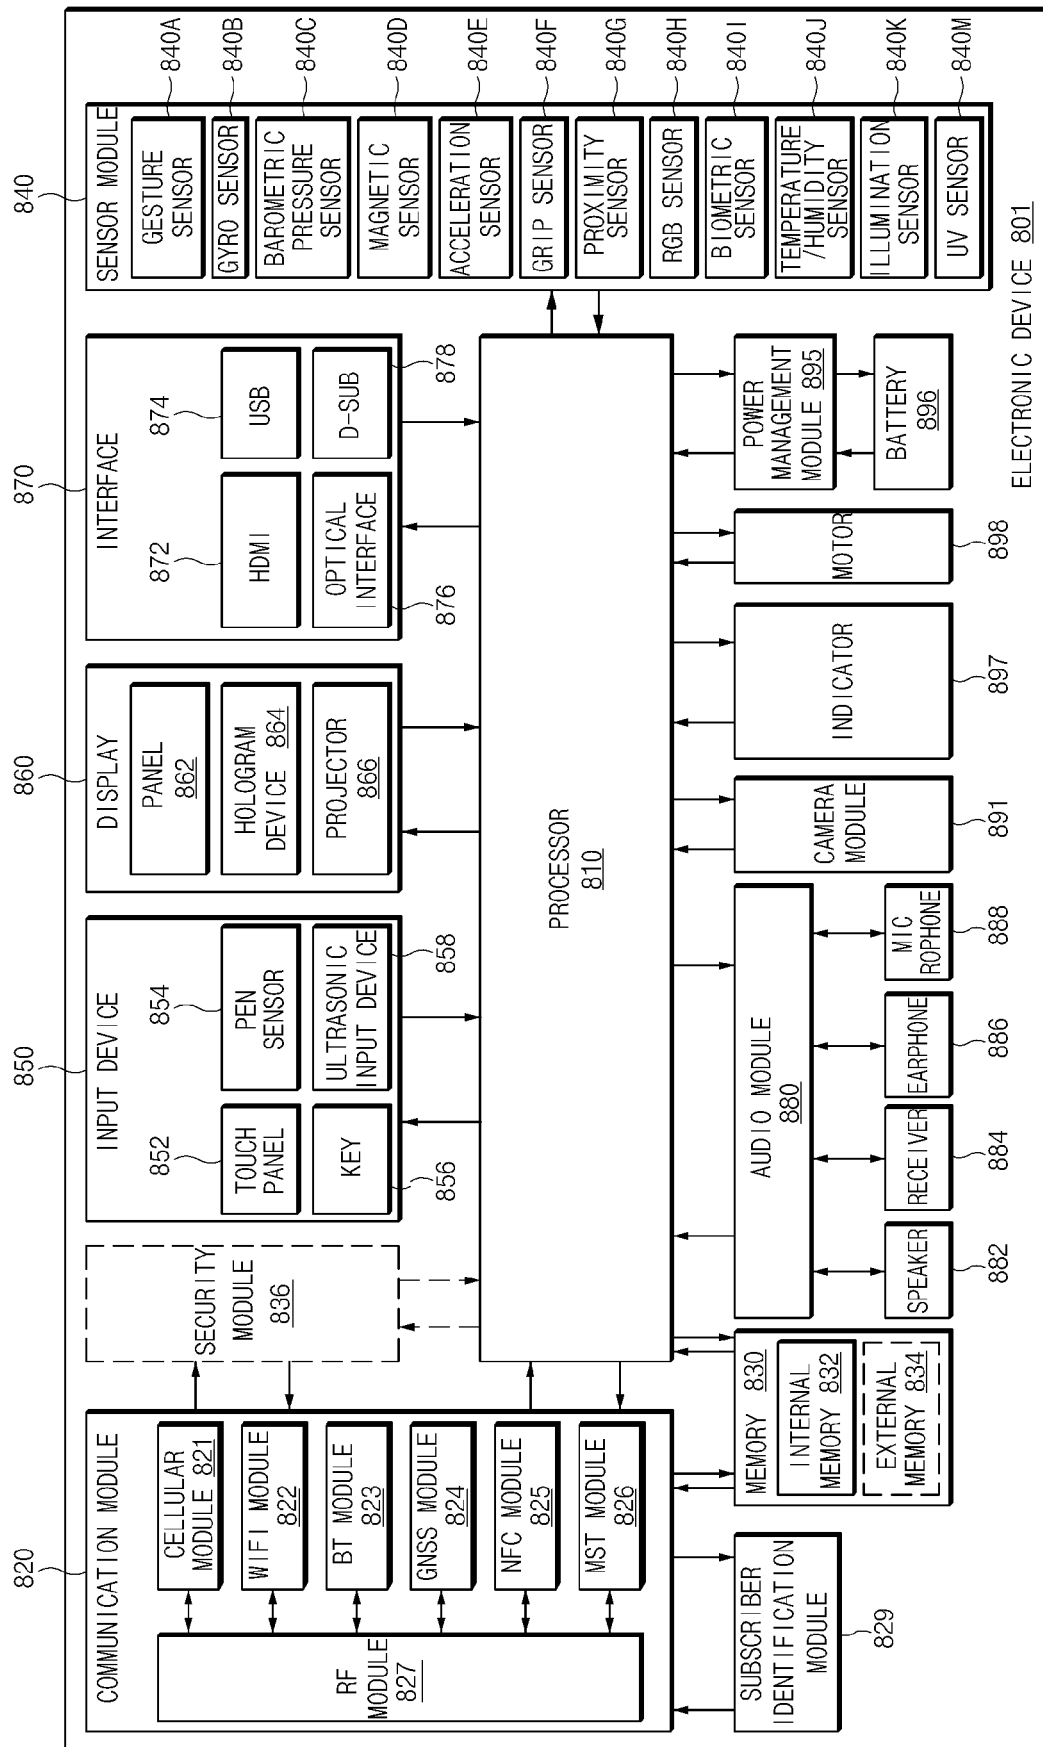 820
COMMUNICATION MODULE
CELLULAR
MODULE 821
WIFI MODULE
822
BT MODULE
823
GNSS MODULE
824
NFC MODULE
825
MST MODULE
826
RF
MODULE
827
SECURITY
MODULE
836
850
INPUT DEVICE
852
TOUCH
PANEL
854
PEN
SENSOR
KEY
856
ULTRASONIC
INPUT DEVICE
858
860
DISPLAY
PANEL
862
HOLOGRAM
DEVICE 864
PROJECTOR
866
870
INTERFACE
872
HDMI
874
USB
OPTICAL
INTERFACE
876
D-SUB
878
840
SENSOR MODULE
GESTURE
SENSOR
840A
GYRO SENSOR
840B
BAROMETRIC
PRESSURE
SENSOR
840C
MAGNETIC
SENSOR
840D
ACCELERATION
SENSOR
840E
GRIP SENSOR
840F
PROXIMITY
SENSOR
840G
RGB SENSOR
840H
BIOMETRIC
SENSOR
840I
TEMPERATURE
/HUMIDITY
SENSOR
840J
ILLUMINATION
SENSOR
840K
UV SENSOR
840M
PROCESSOR
810
SUBSCRIBER
IDENTIFICATION
MODULE
829
MEMORY 830
INTERNAL
MEMORY 832
EXTERNAL
MEMORY 834
AUDIO MODULE
880
SPEAKER
882
RECEIVER
884
EARPHONE
886
MIC
ROPHONE
888
CAMERA
MODULE
891
INDICATOR
897
MOTOR
898
POWER
MANAGEMENT
MODULE 895
BATTERY
896
ELECTRONIC DEVICE 801